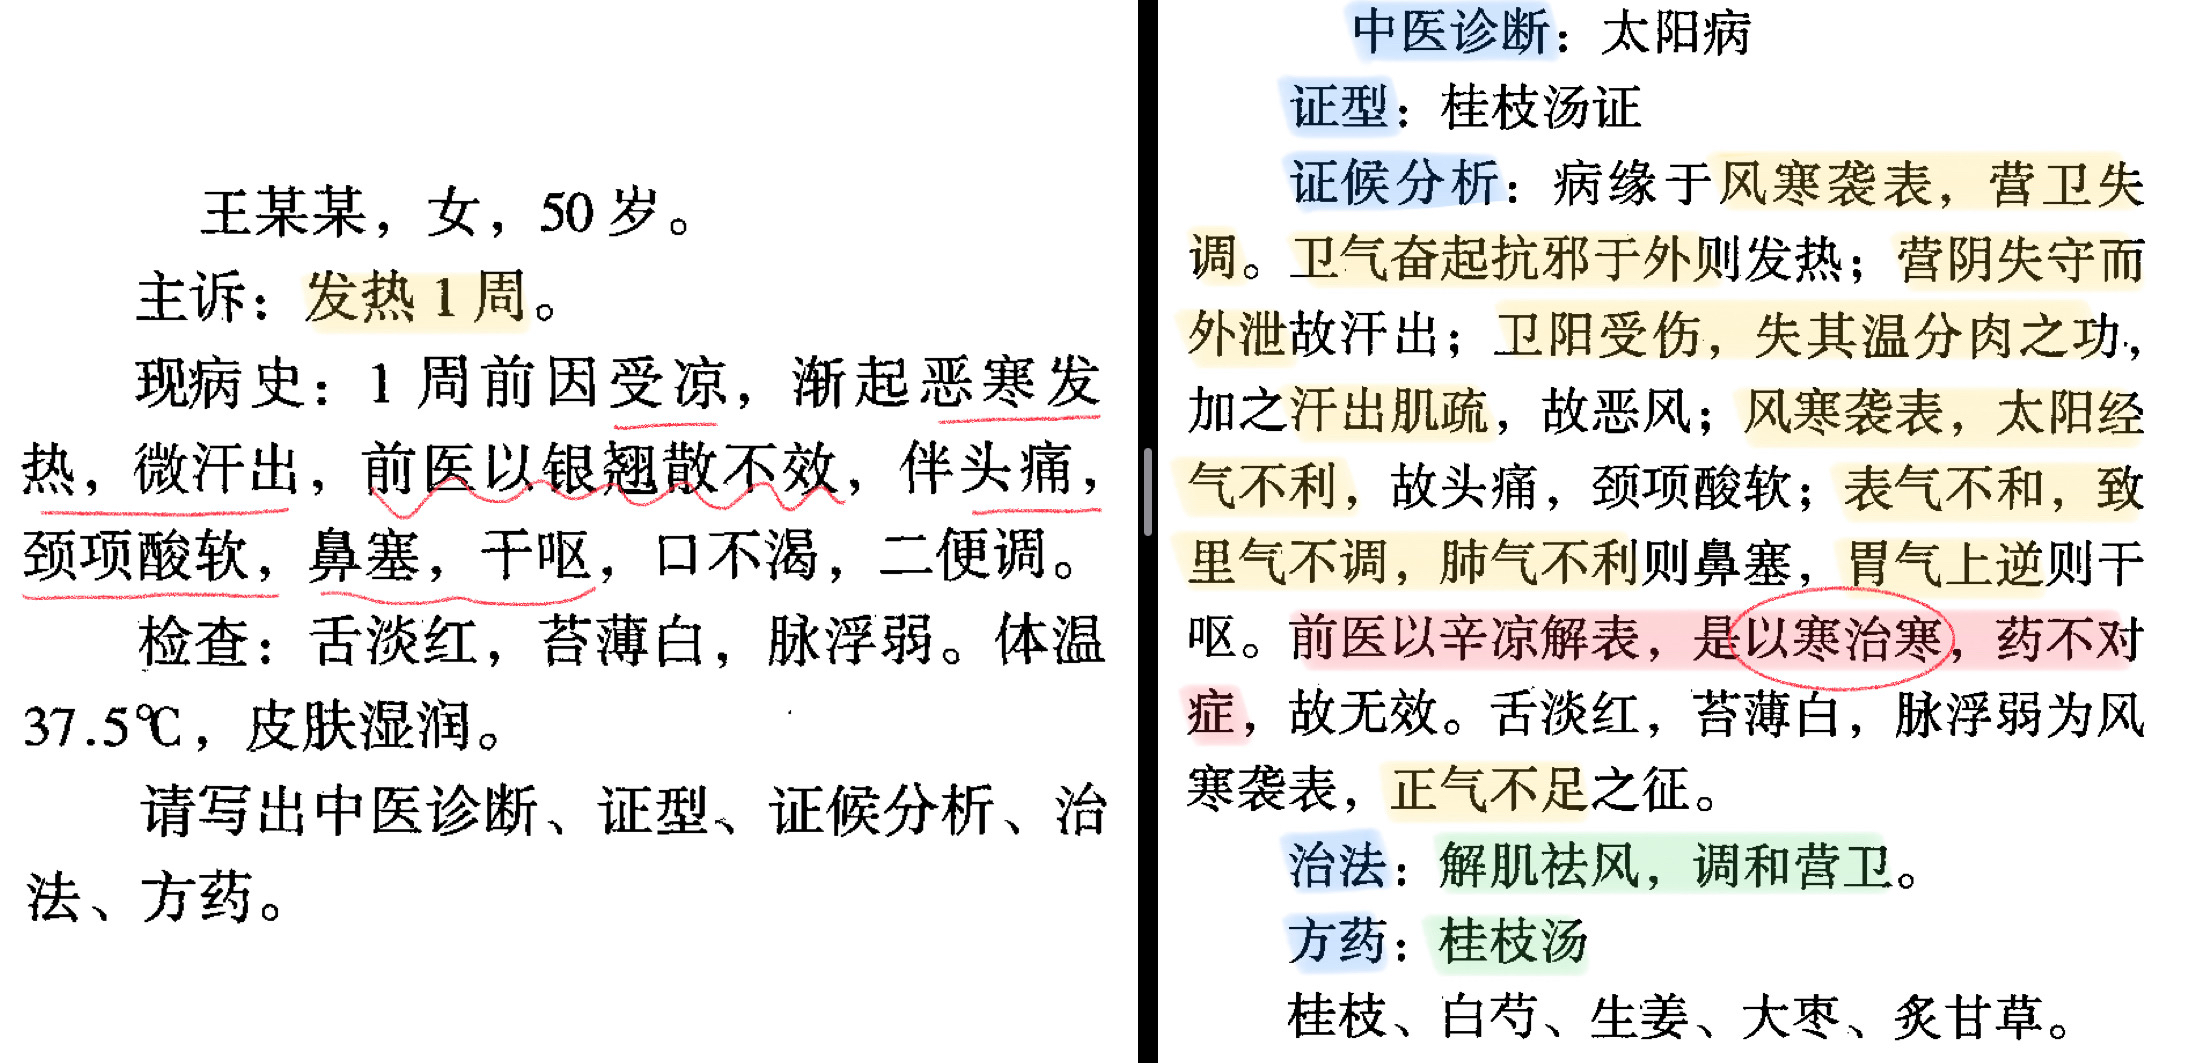 王某某，女，50岁。
主诉：发热1周。
现病史：1周前因受凉，渐起恶寒发
热，微汗出，前医以银翘散不效，伴头痛，
颈项酸软，鼻塞，干呕，口不渴，二便调。
检查：舌淡红，苔薄白，脉浮弱。体温
37.5℃，皮肤湿润。
请写出中医诊断、证型、证候分析、治
法、方药。
中医诊断：太阳病
证型：桂枝汤证
证候分析：病缘于风寒袭表，营卫失
调。卫气奋起抗邪于外则发热；营阴失守而
外泄故汗出；卫阳受伤，失其温分肉之功，
加之汗出肌疏，故恶风；风寒袭表，太阳经
气不利，故头痛，颈项酸软；表气不和，致
里气不调，肺气不利则鼻塞，胃气上逆则干
呕。前医以辛凉解表，是以寒治寒，药不对
症，故无效。舌淡红，苔薄白，脉浮弱为风
寒袭表，正气不足之征。
治法：解肌祛风，调和营卫。
方药：桂枝汤
桂枝、白芍、生姜、大枣、炙甘草。